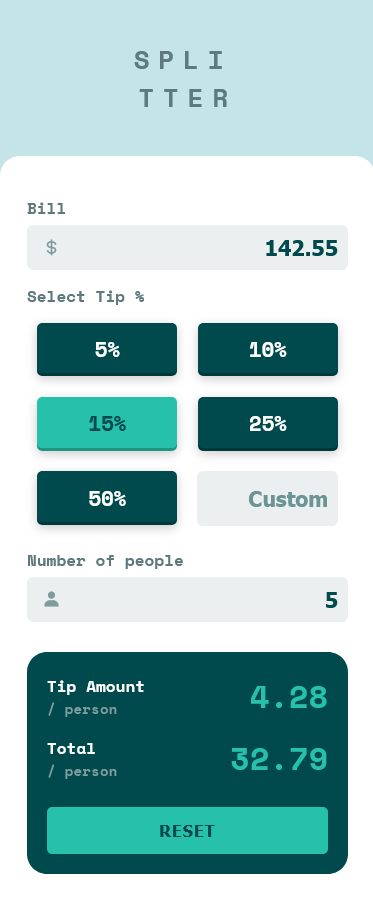 SPLI
TTER
Bill
$ 142.55
Select Tip %
5% 10%
15% 25%
50% Custom
Number of people
5
Tip Amount
/ person
4.28
Total
/ person
32.79
RESET